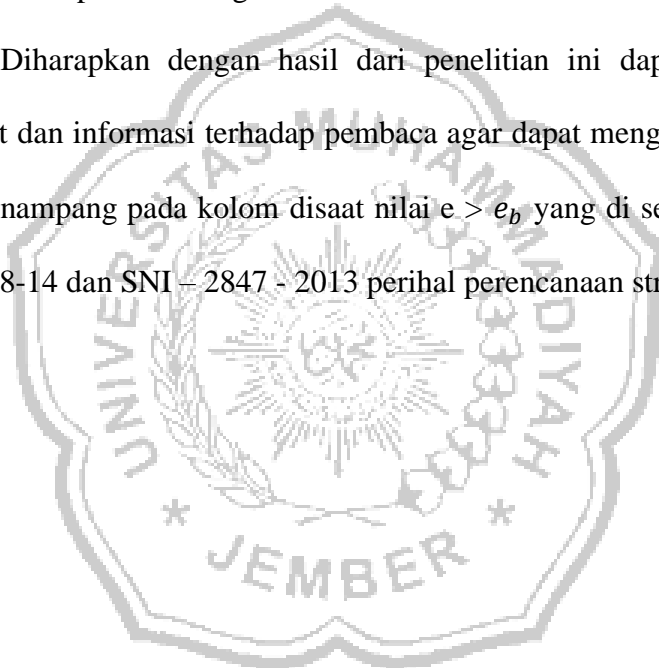 Diharapkan dengan hasil dari penelitian ini dap
t dan informasi terhadap pembaca agar dapat meng
nampang pada kolom disaat nilai e > e_b yang di se
8-14 dan SNI – 2847 - 2013 perihal perencanaan str
UNIVERSITAS MUHAMMADIYAH
* JEMBER *